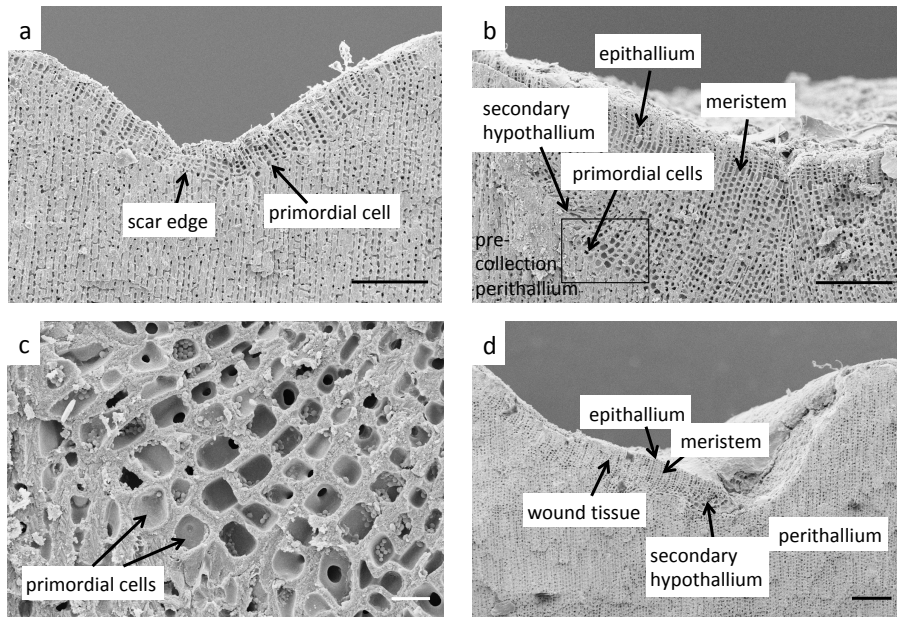 a
scar edge
primordial cell
b
epithallium
meristem
secondary
hypothallium
primordial cells
pre-
collection
perithallium
c
primordial cells
d
epithallium
meristem
wound tissue
secondary
hypothallium
perithallium